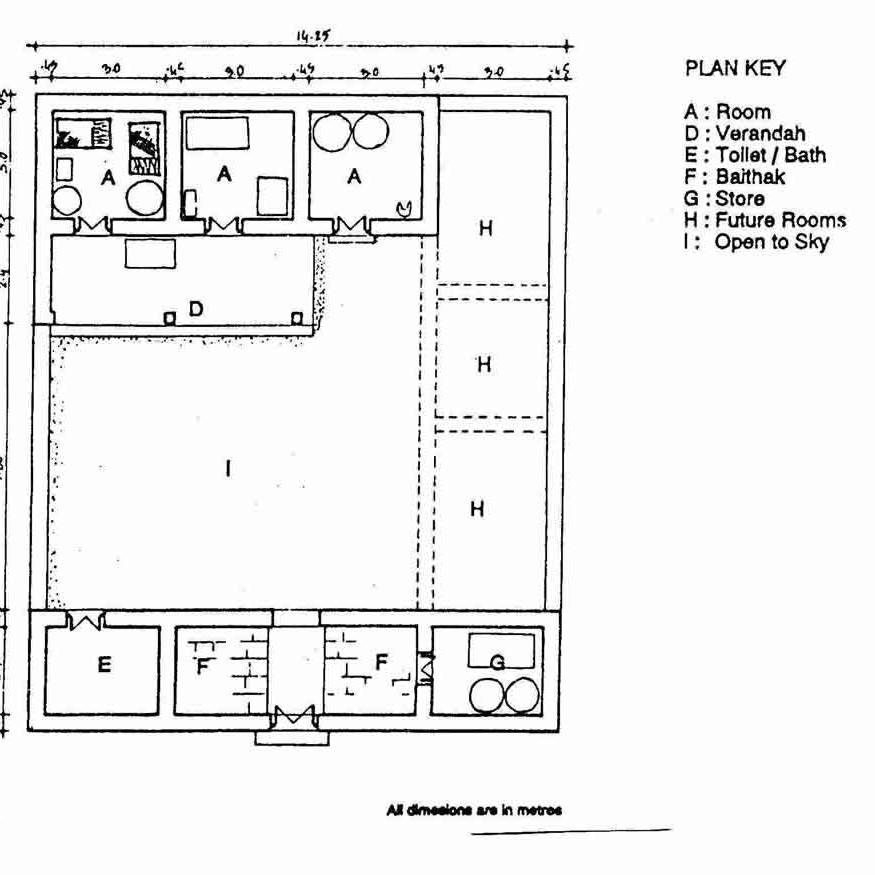 14.25
.45 3.0 .45 3.0 .45 3.0 .45 3.0 .45
3.0
2.4
A
A
A
H
D
H
I
H
E
F
F
G
PLAN KEY
A : Room
D : Verandah
E : Toilet / Bath
F : Baithak
G : Store
H : Future Rooms
I : Open to Sky
All dimesions are in metres